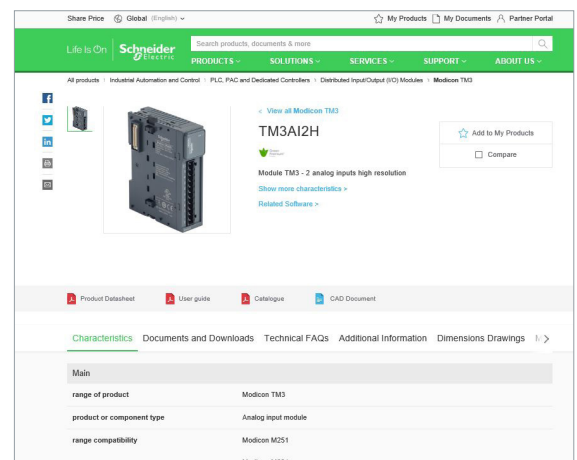 Share Price Global (English) My Products My Documents Partner Portal
Life Is On Schneider Electric
Search products, documents & more
PRODUCTS SOLUTIONS SERVICES SUPPORT ABOUT US
All products Industrial Automation and Control PLC, PAC and Dedicated Controllers Distributed Input/Output (I/O) Modules Modicon TM3
< View all Modicon TM3
TM3AI2H
Add to My Products
Compare
Module TM3 - 2 analog inputs high resolution
Show more characteristics >
Related Software >
Product Datasheet User guide Catalogue CAD Document
Characteristics Documents and Downloads Technical FAQs Additional Information Dimensions Drawings
Main
range of product Modicon TM3
product or component type Analog input module
range compatibility Modicon M251